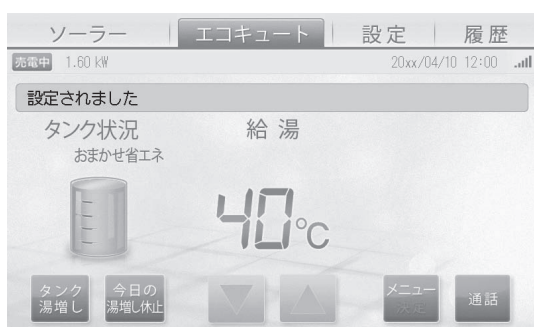 ソーラー エコキュート 設定 履歴
売電中 1.60 kW 20xx/04/10 12:00
設定されました
タンク状況 給湯
おまかせ省エネ
40℃
タンク 今日の メニュー 通話
湯増し 湯増し休止 決定